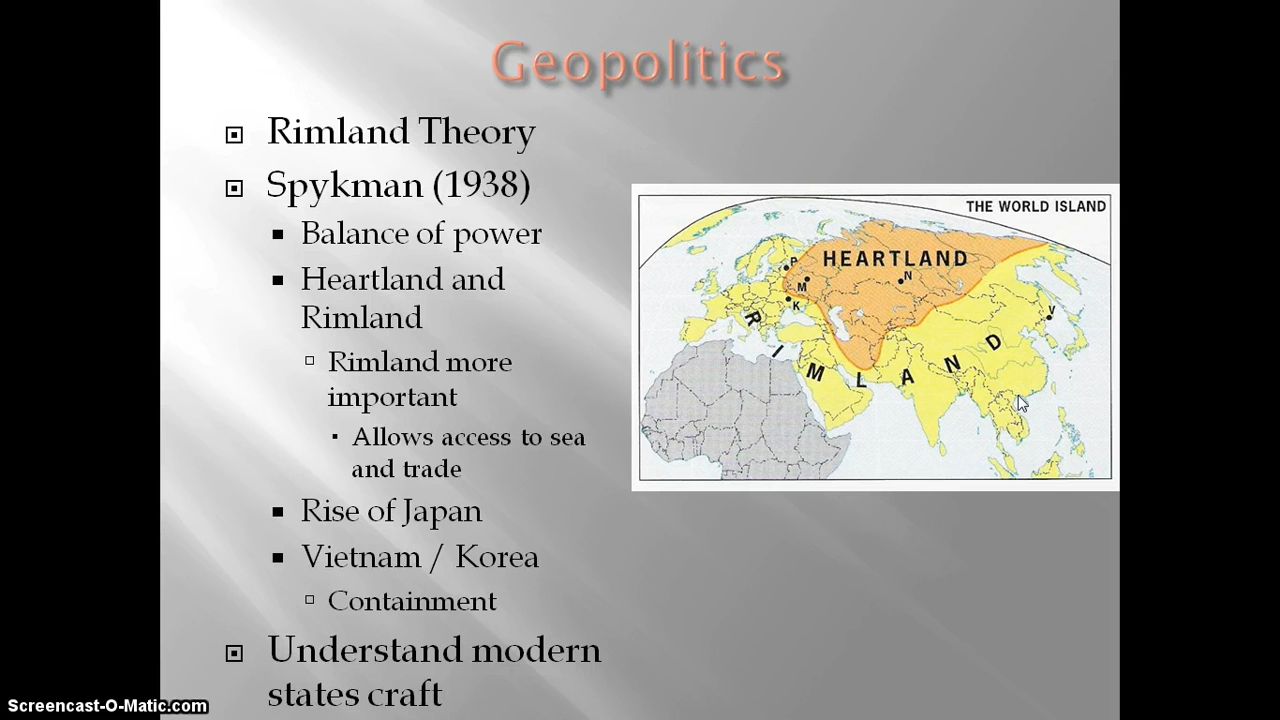 Geopolitics
Rimland Theory
Spykman (1938)
Balance of power
Heartland and
Rimland
Rimland more
important
Allows access to sea
and trade
Rise of Japan
Vietnam / Korea
Containment
Understand modern
states craft
THE WORLD ISLAND
HEARTLAND
P
M
N
K
V
RIMLAND
Screencast-O-Matic.com